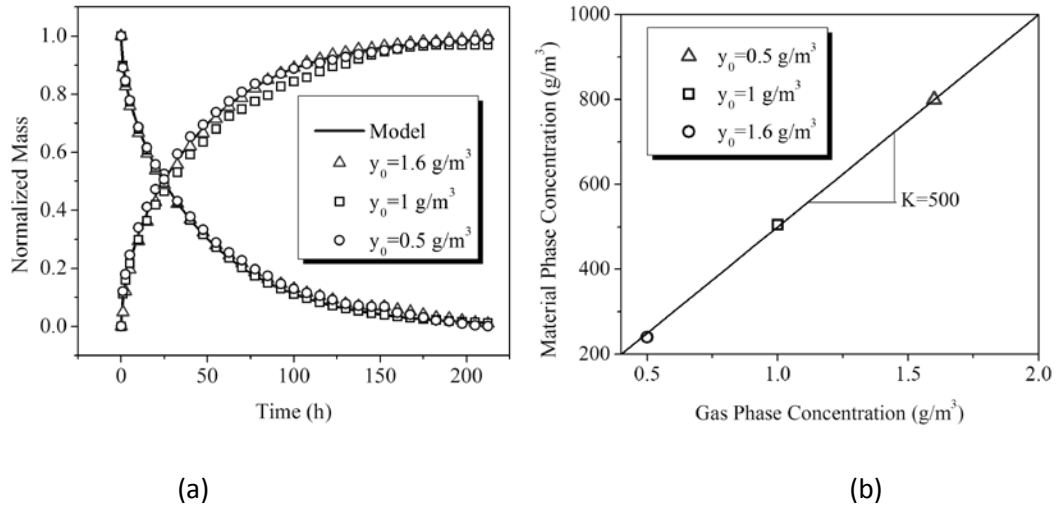 1.0
0.8
0.6
0.4
0.2
0.0
Normalized Mass
Model
y₀=1.6 g/m³
y₀=1 g/m³
y₀=0.5 g/m³
0 50 100 150 200
Time (h)
(a)
1000
800
600
400
200
Material Phase Concentration (g/m³)
y₀=0.5 g/m³
y₀=1 g/m³
y₀=1.6 g/m³
K=500
0.5 1.0 1.5 2.0
Gas Phase Concentration (g/m³)
(b)